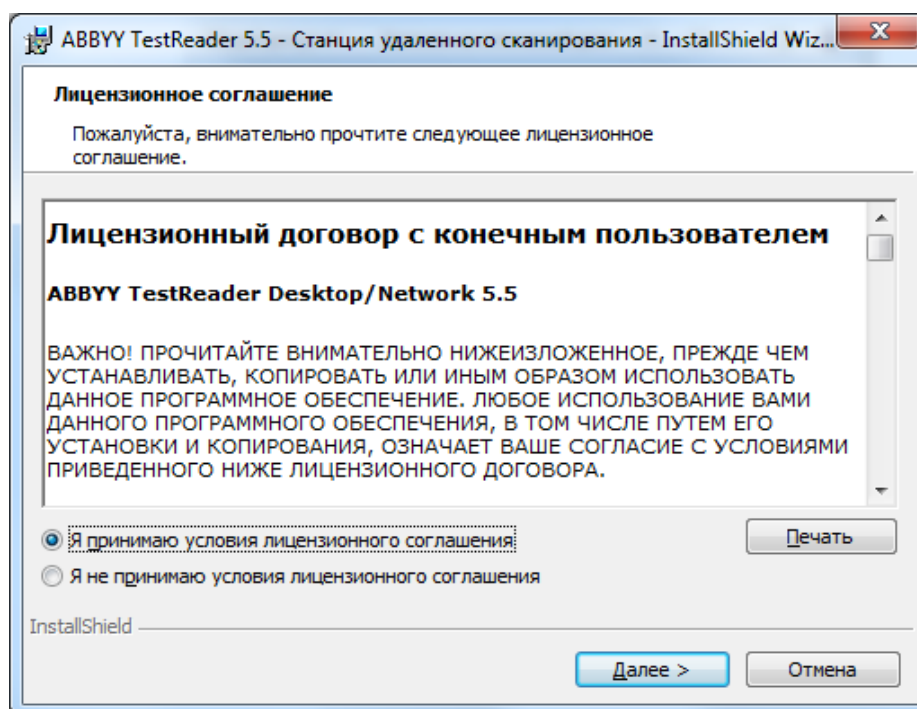 ABBYY TestReader 5.5 - Станция удаленного сканирования - InstallShield Wiz...
Лицензионное соглашение
Пожалуйста, внимательно прочтите следующее лицензионное
соглашение.
Лицензионный договор с конечным пользователем
ABBYY TestReader Desktop/Network 5.5
ВАЖНО! ПРОЧИТАЙТЕ ВНИМАТЕЛЬНО НИЖЕИЗЛОЖЕННОЕ, ПРЕЖДЕ ЧЕМ
УСТАНАВЛИВАТЬ, КОПИРОВАТЬ ИЛИ ИНЫМ ОБРАЗОМ ИСПОЛЬЗОВАТЬ
ДАННОЕ ПРОГРАММНОЕ ОБЕСПЕЧЕНИЕ. ЛЮБОЕ ИСПОЛЬЗОВАНИЕ ВАМИ
ДАННОГО ПРОГРАММНОГО ОБЕСПЕЧЕНИЯ, В ТОМ ЧИСЛЕ ПУТЕМ ЕГО
УСТАНОВКИ И КОПИРОВАНИЯ, ОЗНАЧАЕТ ВАШЕ СОГЛАСИЕ С УСЛОВИЯМИ
ПРИВЕДЕННОГО НИЖЕ ЛИЦЕНЗИОННОГО ДОГОВОРА.
Я принимаю условия лицензионного соглашения
Печать
Я не принимаю условия лицензионного соглашения
InstallShield
Далее >
Отмена